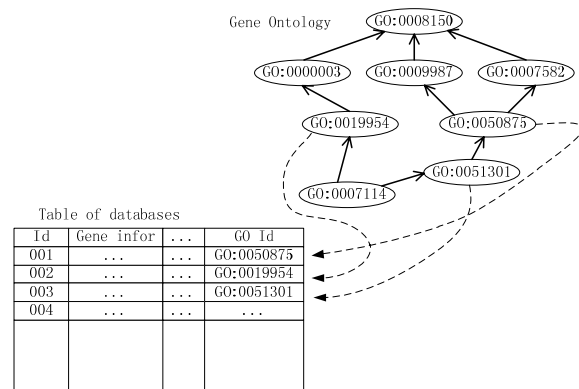 Gene Ontology
GO:0008150
GO:0000003 GO:0009987 GO:0007582
GO:0019954 GO:0050875
GO:0051301
GO:0007114
Table of databases
Id Gene infor ... GO Id
001 ... ... GO:0050875
002 ... ... GO:0019954
003 ... ... GO:0051301
004 ... ... ...